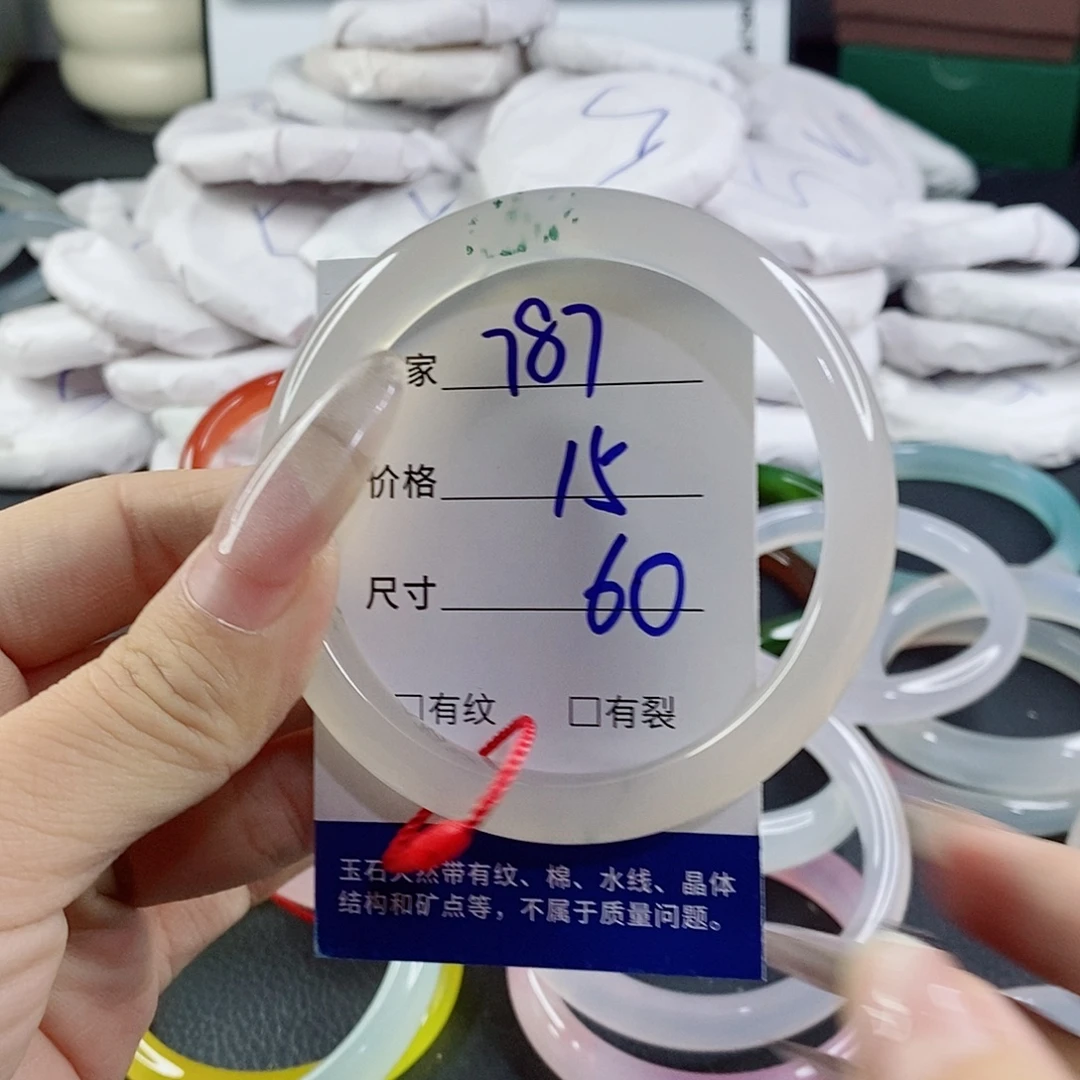 家 787
价格 15
尺寸 60
□有纹 □有裂
玉石天然带有纹、棉、水线、晶体
结构和矿点等，不属于质量问题。